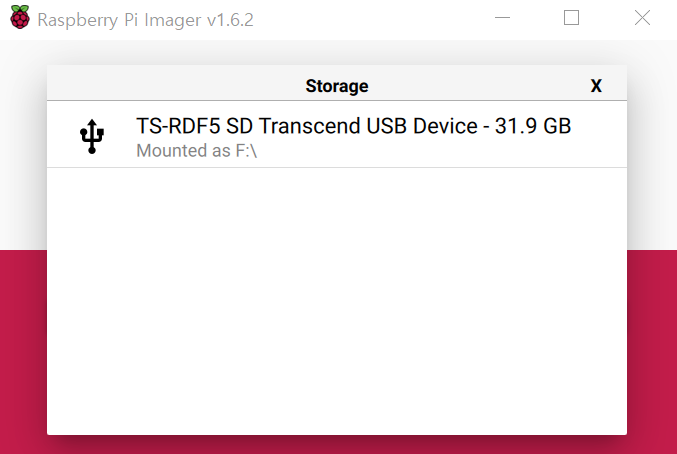 Raspberry Pi Imager v1.6.2
Storage
X
TS-RDF5 SD Transcend USB Device - 31.9 GB
Mounted as F:\